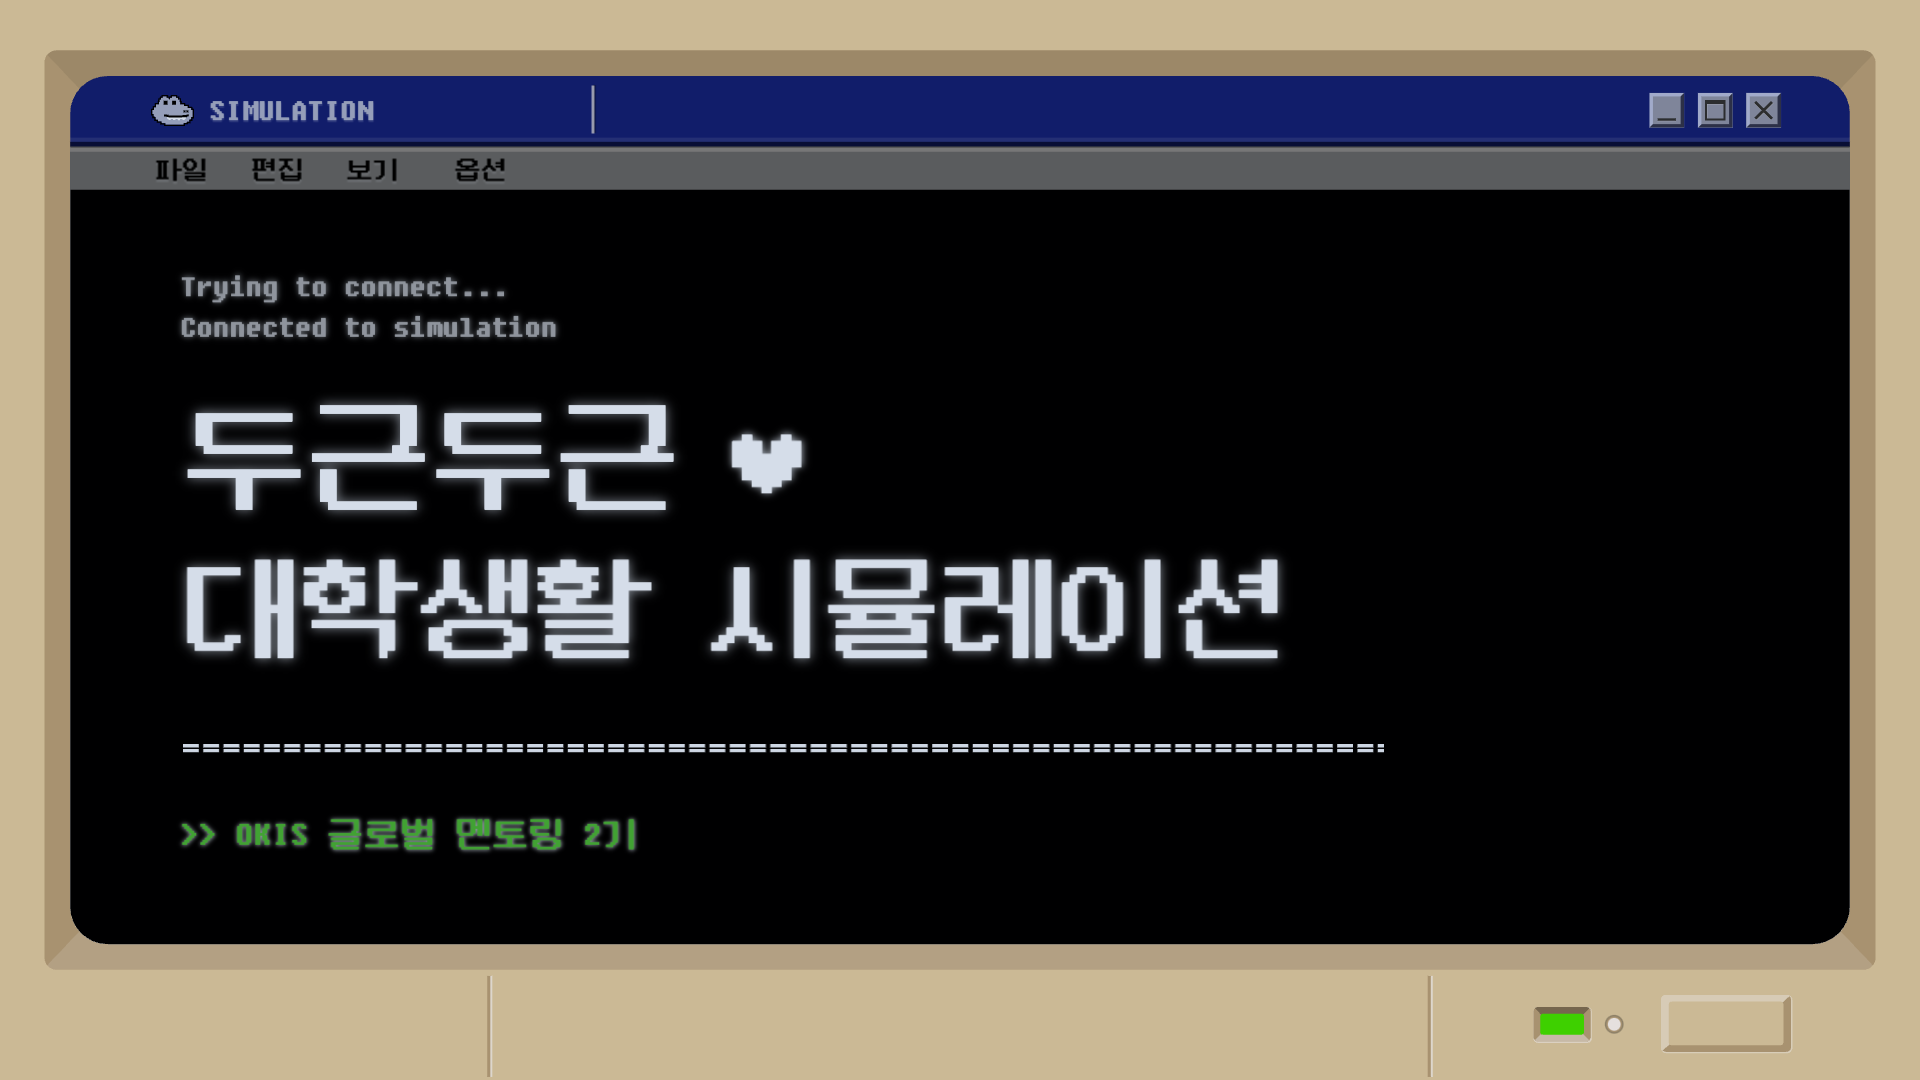 SIMULATION
파일 편집 보기 옵션
Trying to connect...
Connected to simulation
두근두근 ♥
대학생활 시뮬레이션
============================================================
>> OKIS 글로벌 멘토링 2기